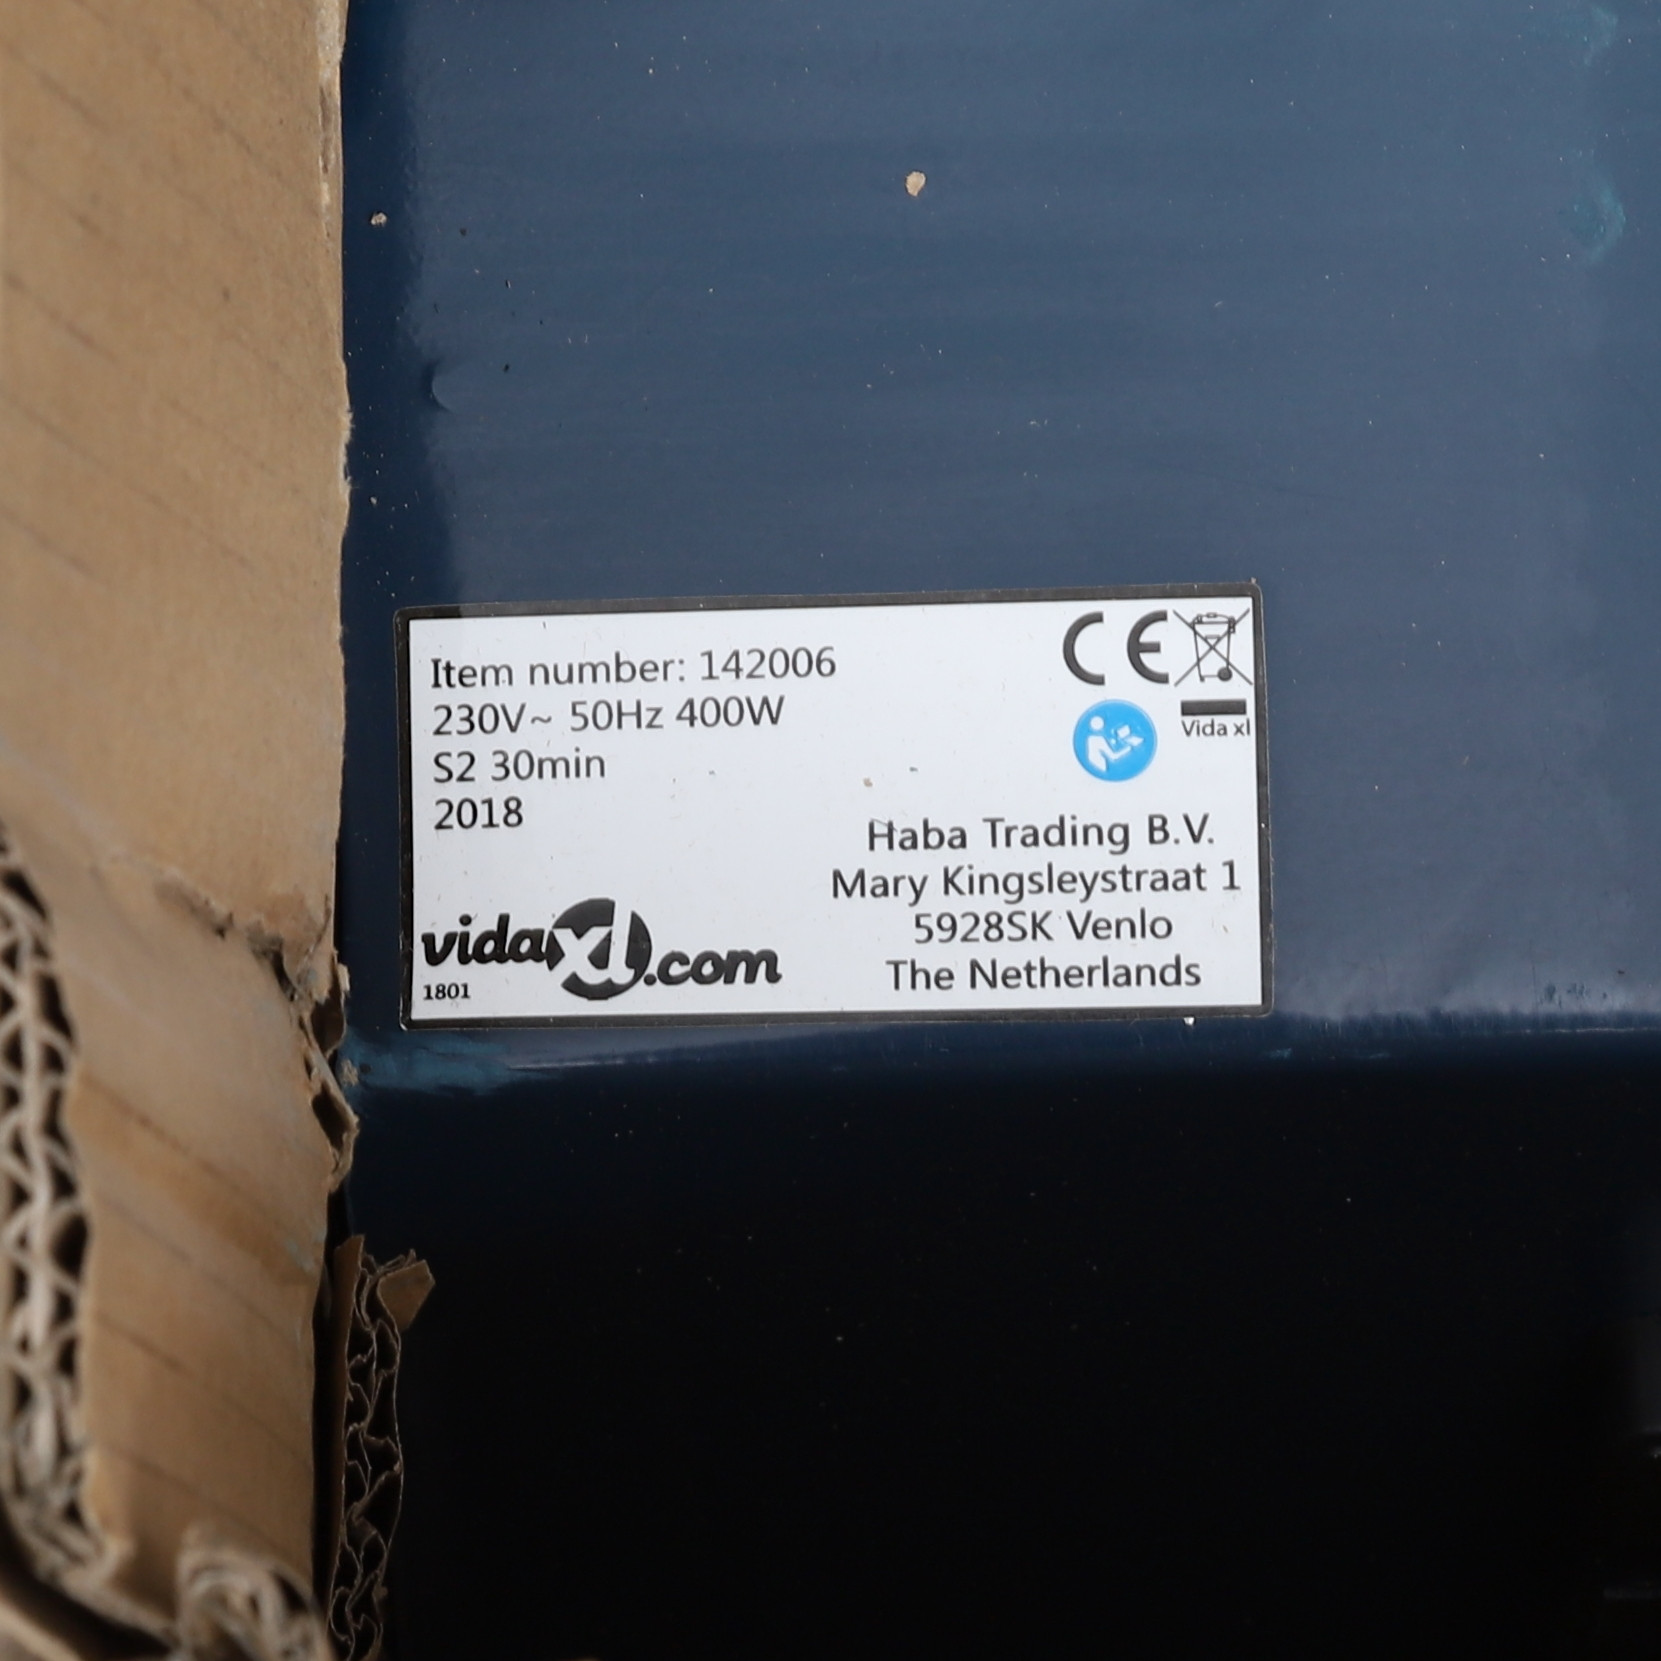 Item number: 142006
230V~ 50Hz 400W
S2 30min
2018
CE
Vida xl
Haba Trading B.V.
Mary Kingsleystraat 1
5928SK Venlo
The Netherlands
vidaXL.com
1801